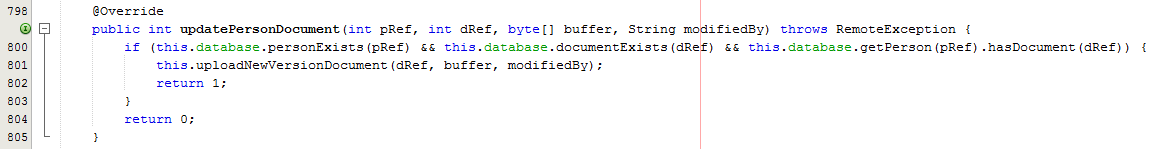 798 @Override
public int updatePersonDocument(int pRef, int dRef, byte[] buffer, String modifiedBy) throws RemoteException {
800 if (this.database.personExists(pRef) && this.database.documentExists(dRef) && this.database.getPerson(pRef).hasDocument(dRef)) {
801 this.uploadNewVersionDocument(dRef, buffer, modifiedBy);
802 return 1;
803 }
804 return 0;
805 }